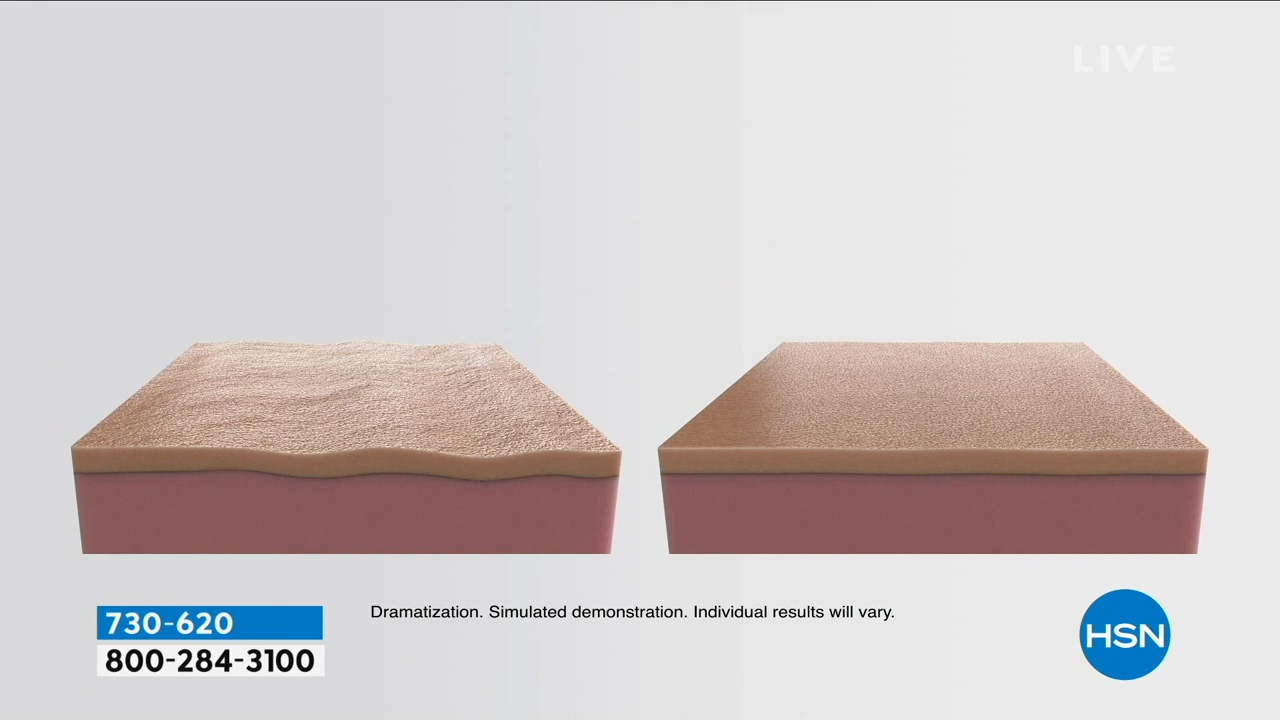 LIVE
730-620
800-284-3100
Dramatization. Simulated demonstration. Individual results will vary.
HSN